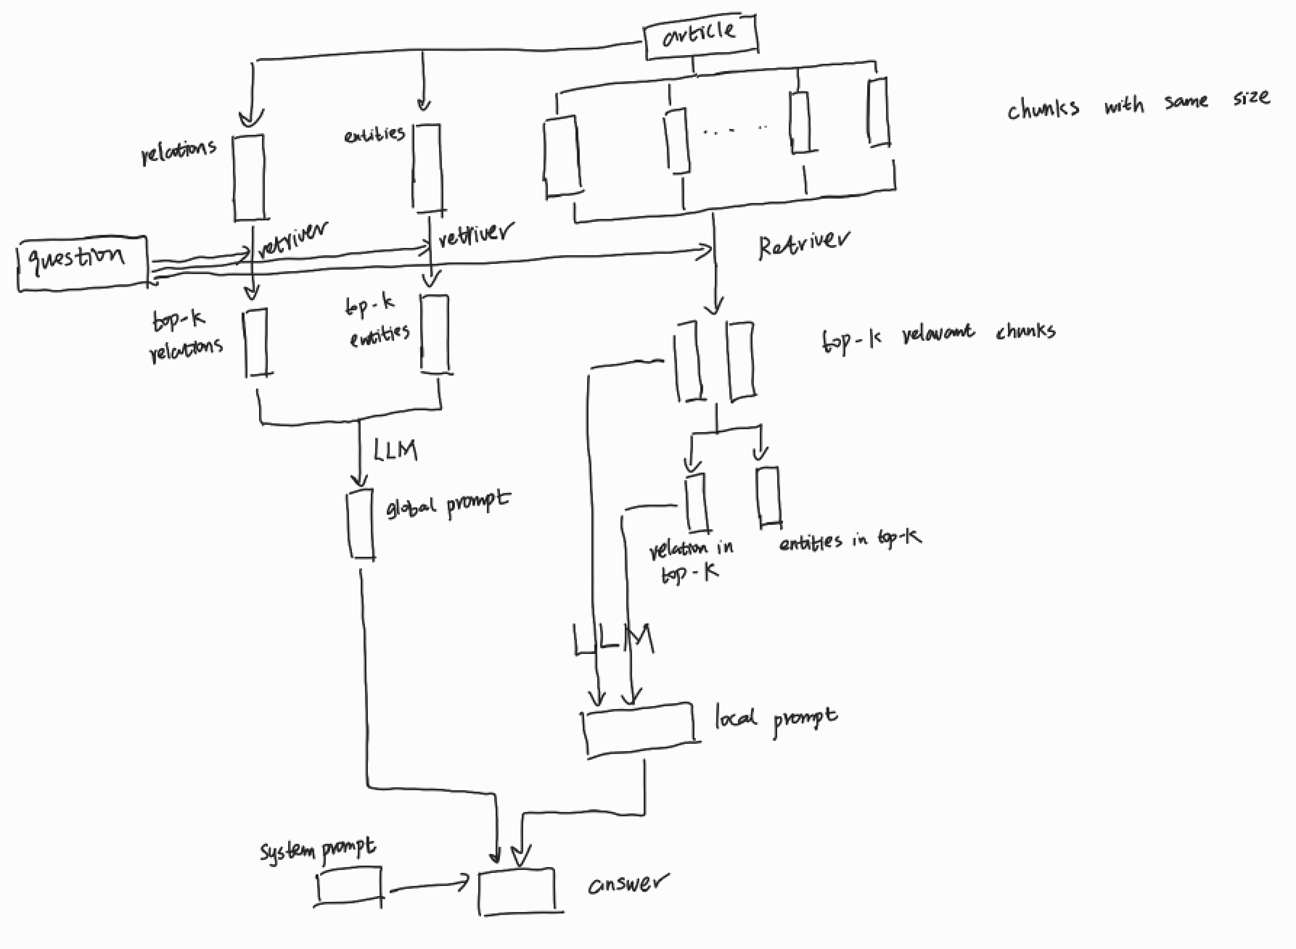 article
chunks with same size
relations
entities
question
retriver
retriver
Retriver
top-k
relations
top-k
entities
top-k relavant chunks
LLM
global prompt
relation in
top-k
entities in top-k
LLM
local prompt
system prompt
answer